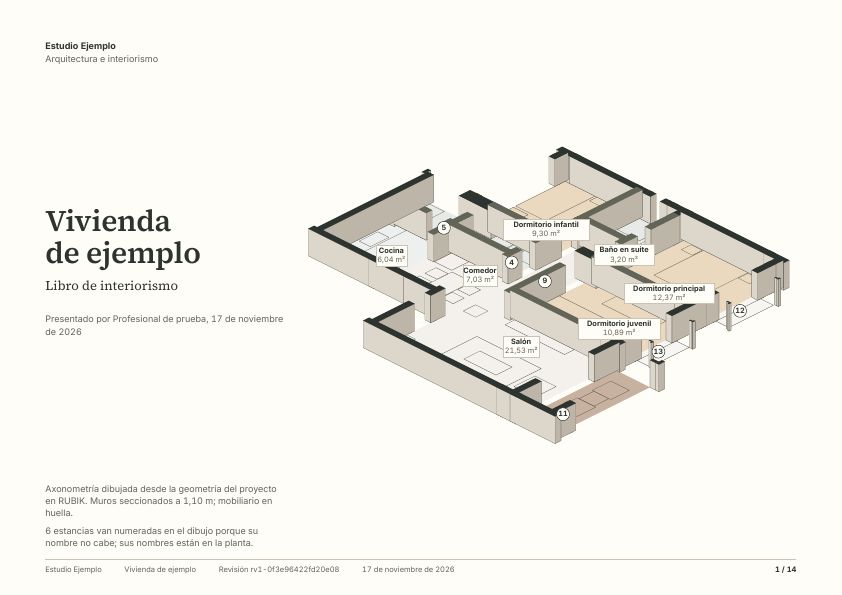 Estudio Ejemplo
Arquitectura e interiorismo
Vivienda
de ejemplo
Libro de interiorismo
Presentado por Profesional de prueba, 17 de noviembre
de 2026
Dormitorio infantil
9,30 m²
5
Cocina
6,04 m²
Baño en suite
3,20 m²
4
Comedor
7,03 m²
9
Dormitorio principal
12,37 m²
12
Dormitorio juvenil
10,89 m²
Salón
21,53 m²
13
11
Axonometría dibujada desde la geometría del proyecto
en RUBIK. Muros seccionados a 1,10 m; mobiliario en
huella.
6 estancias van numeradas en el dibujo porque su
nombre no cabe; sus nombres están en la planta.
Estudio Ejemplo Vivienda de ejemplo Revisión rv1-0f3e96422fd20e08 17 de noviembre de 2026 1 / 14